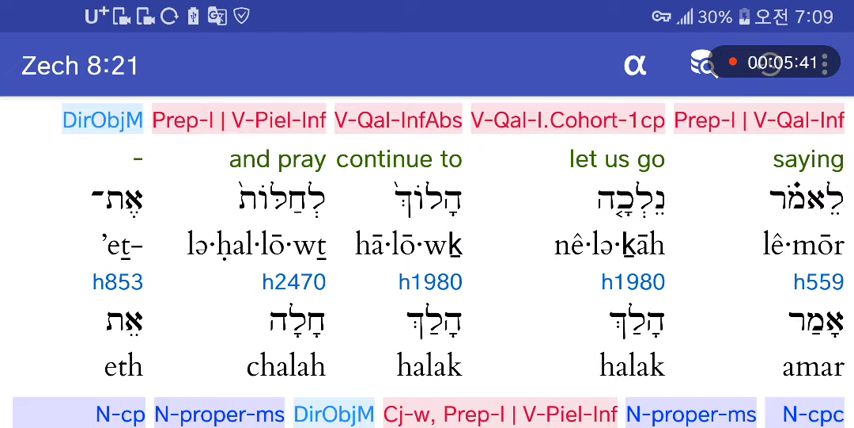 U+ 30% 오전 7:09
Zech 8:21 α 00:05:41
DirObjM Prep-l | V-Piel-Inf V-Qal-InfAbs V-Qal-I.Cohort-1cp Prep-l | V-Qal-Inf
- and pray continue to let us go saying
לֵאמֹ֗ר נֵלְכָ֤ה הָלוֹךְ֙ לְחַלּוֹת֙ אֶת־
’eṯ- lə·ḥal·lō·wṯ hā·lō·wḵ nê·lə·ḵāh lê·mōr
h853 h2470 h1980 h1980 h559
אָמַר הָלַךְ הָלַךְ חָלָה אֵת
eth chalah halak halak amar
N-cp N-proper-ms DirObjM Cj-w, Prep-l | V-Piel-Inf N-proper-ms N-cpc